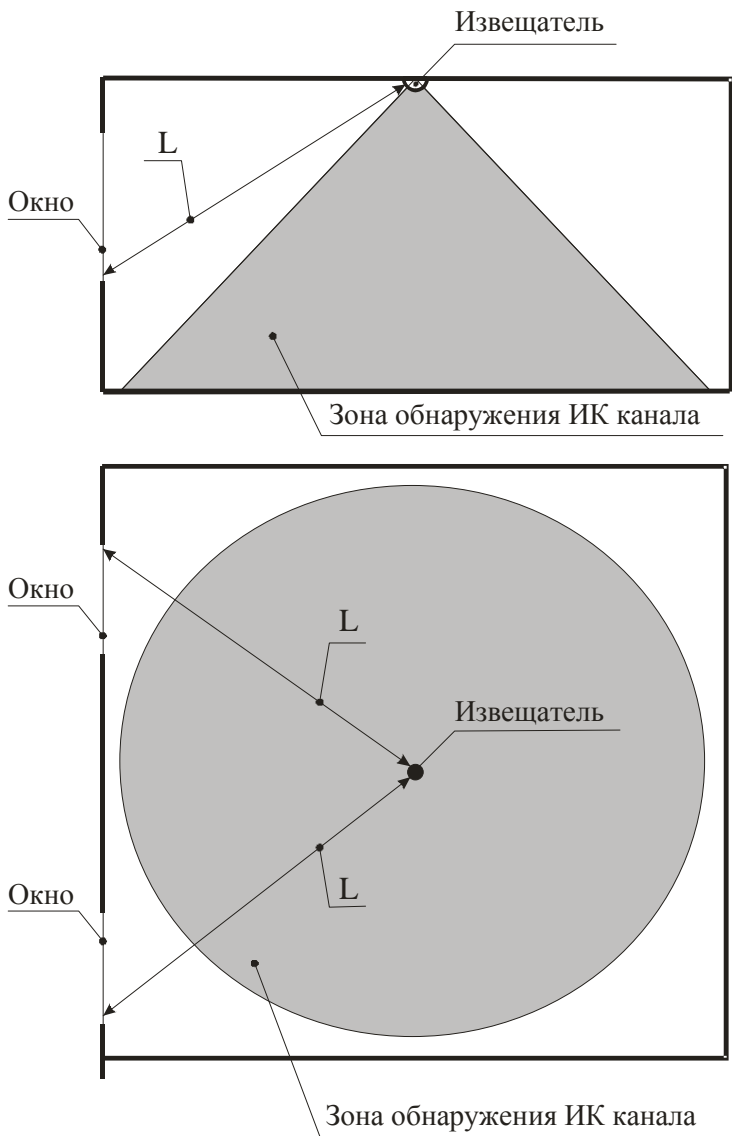 Извещатель
L
Окно
Зона обнаружения ИК канала
Окно
L
Извещатель
L
Окно
Зона обнаружения ИК канала